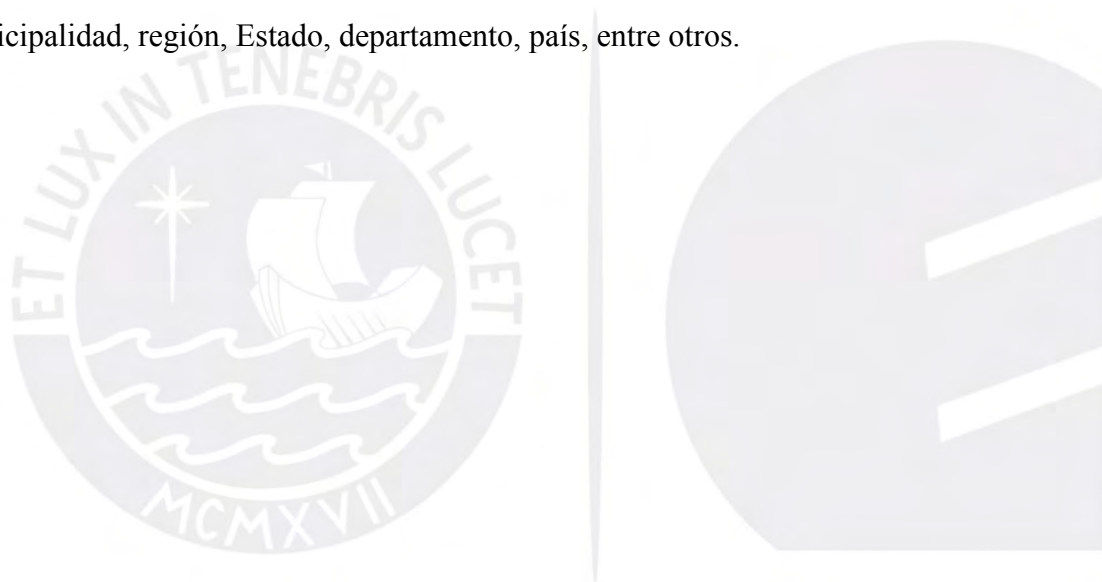 icipalidad, región, Estado, departamento, país, entre otros.
ET LUX IN TENEBRIS LUCET
MCMXVII